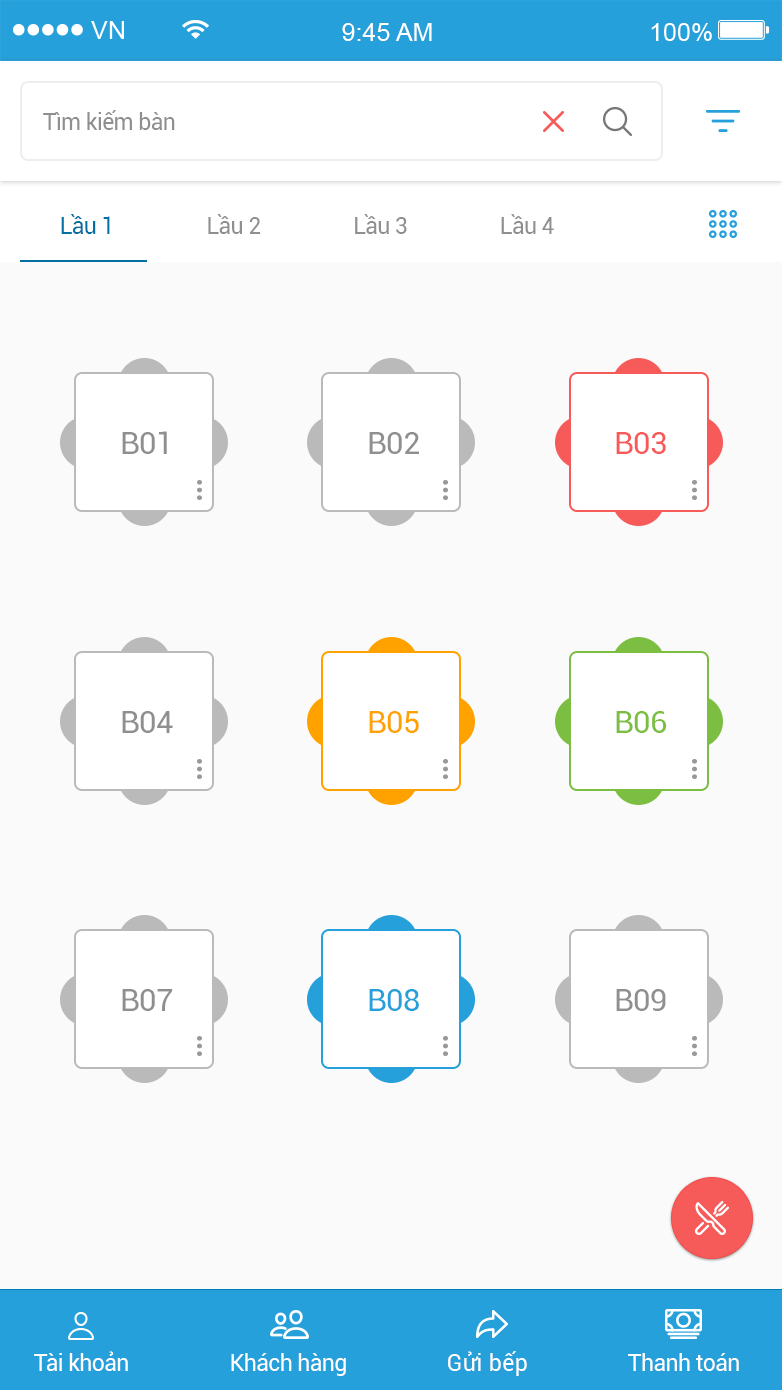 VN 9:45 AM 100%
Tìm kiếm bàn
Lầu 1 Lầu 2 Lầu 3 Lầu 4
B01 B02 B03
B04 B05 B06
B07 B08 B09
Tài khoản Khách hàng Gửi bếp Thanh toán